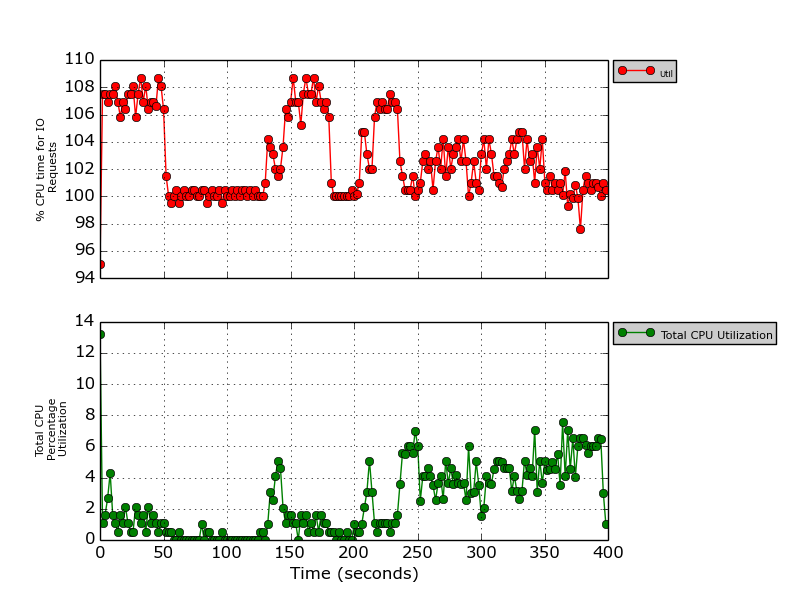 110
108
106
104
102
100
98
96
94
% CPU time for IO
Requests
Util
14
12
10
8
6
4
2
0
Total CPU
Percentage
Utilization
Total CPU Utilization
0 50 100 150 200 250 300 350 400
Time (seconds)